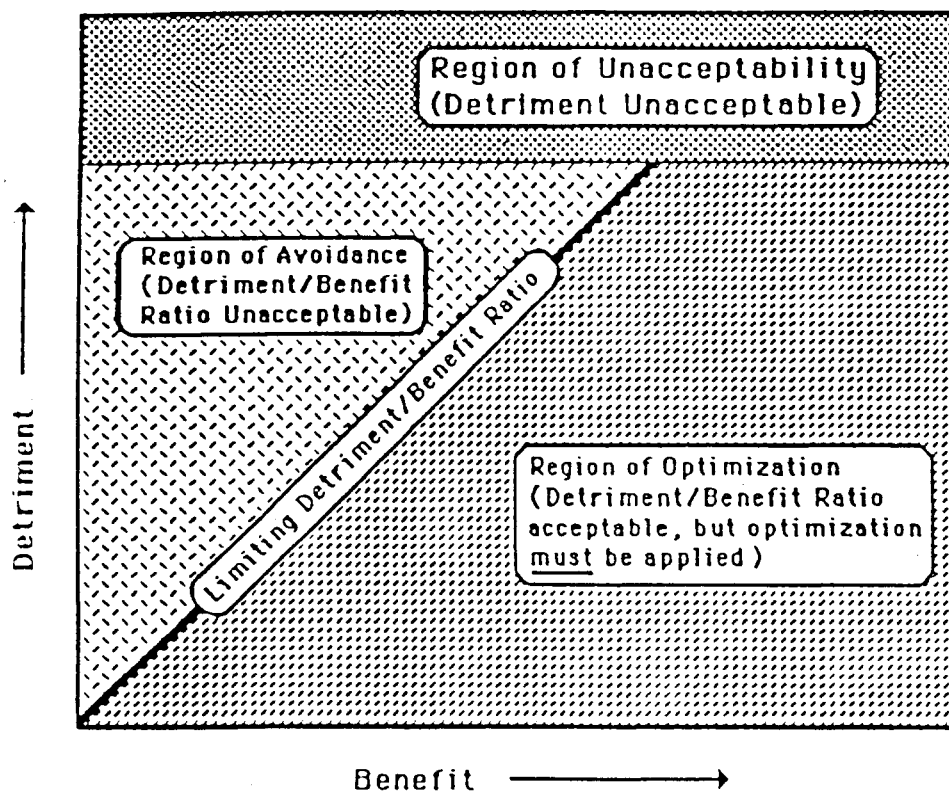 Region of Unacceptability
(Detriment Unacceptable)
Region of Avoidance
(Detriment/Benefit
Ratio Unacceptable)
Limiting Detriment/Benefit Ratio
Region of Optimization
(Detriment/Benefit Ratio
acceptable, but optimization
must be applied)
Detriment
Benefit